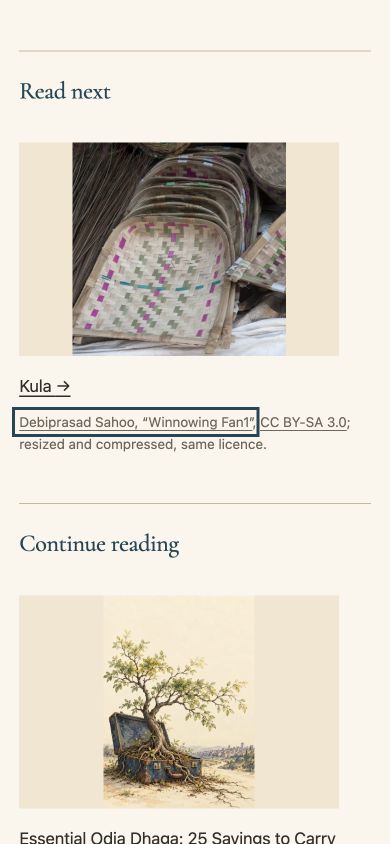 Read next
Kula →
Debiprasad Sahoo, “Winnowing Fan1”, CC BY-SA 3.0;
resized and compressed, same licence.
Continue reading
Essential Odia Dhaga: 25 Sayings to Carry